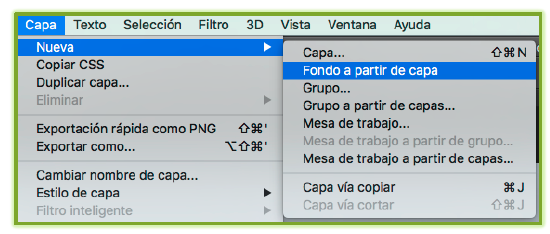 Capa Texto Selección Filtro 3D Vista Ventana Ayuda
Nueva
Copiar CSS
Duplicar capa...
Eliminar
Exportación rápida como PNG ⇧⌘'
Exportar como... ⌥⇧⌘'
Cambiar nombre de capa...
Estilo de capa
Filtro inteligente
Capa... ⇧⌘N
Fondo a partir de capa
Grupo...
Grupo a partir de capas...
Mesa de trabajo...
Mesa de trabajo a partir de grupo...
Mesa de trabajo a partir de capas...
Capa vía copiar ⌘J
Capa vía cortar ⇧⌘J